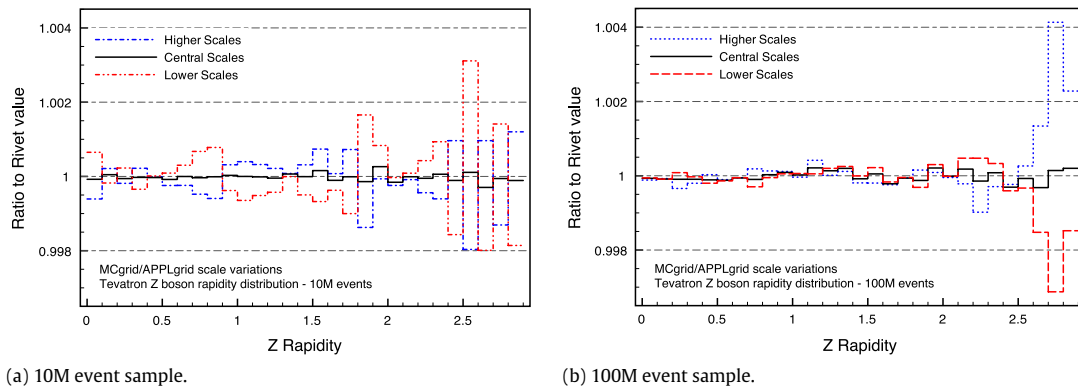 1.004
1.002
1
0.998
Ratio to Rivet value
Higher Scales
Central Scales
Lower Scales
MCgrid/APPLgrid scale variations
Tevatron Z boson rapidity distribution - 10M events
0 0.5 1 1.5 2 2.5
Z Rapidity
(a) 10M event sample.
1.004
1.002
1
0.998
Ratio to Rivet value
Higher Scales
Central Scales
Lower Scales
MCgrid/APPLgrid scale variations
Tevatron Z boson rapidity distribution - 100M events
0 0.5 1 1.5 2 2.5
Z Rapidity
(b) 100M event sample.